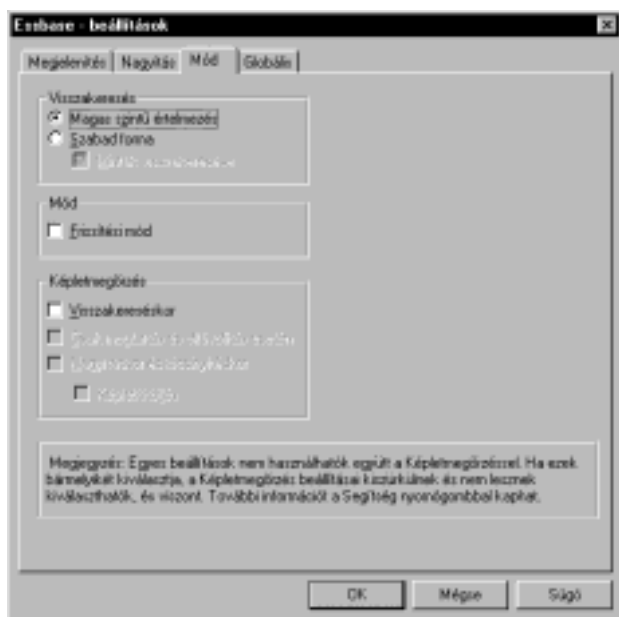 Essbase - beállítások
Megjelenítés Nagyítás Mód Globális
Visszakeresés
Magas szintű értelmezés
Szabad forma
Mód
Frissítési mód
Képletmegőrzés
Visszakereséskor
Megjegyzés: Egyes beállítások nem használhatók együtt a Képletmegőrzéssel. Ha ezek
bármelyikét kiválasztja, a Képletmegőrzés beállításai kiszürkülnek és nem lesznek
kiválaszthatók, és viszont. További információt a Segítség nyomógombbal kaphat.
OK Mégse Súgó